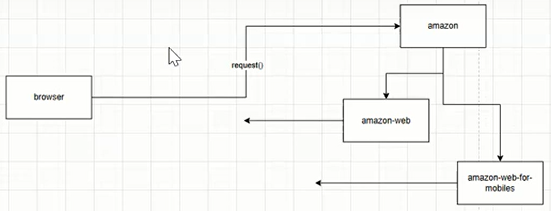 amazon
request()
browser
amazon-web
amazon-web-for-
mobiles